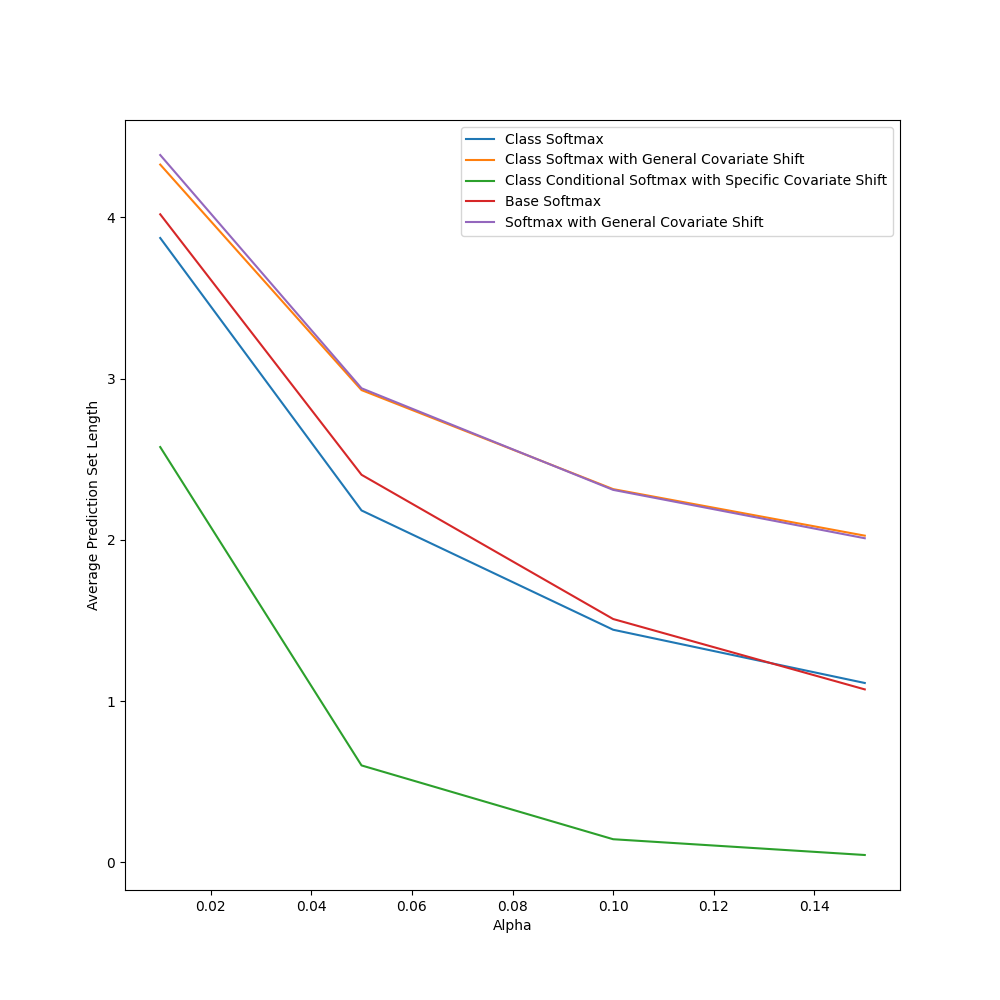 Class Softmax
Class Softmax with General Covariate Shift
Class Conditional Softmax with Specific Covariate Shift
Base Softmax
Softmax with General Covariate Shift
4
3
2
1
0
Average Prediction Set Length
0.02 0.04 0.06 0.08 0.10 0.12 0.14
Alpha